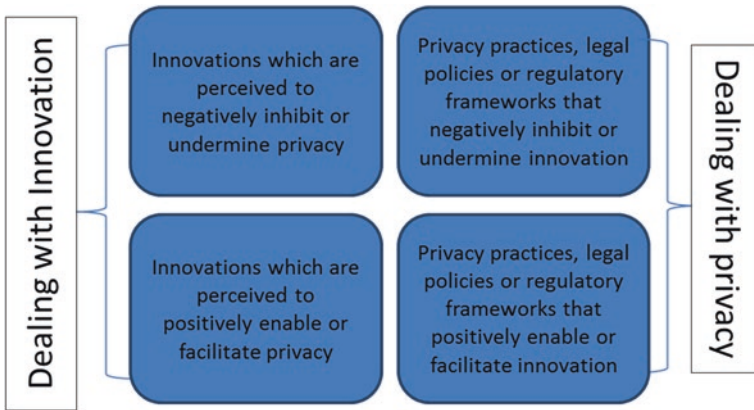 Dealing with Innovation
Innovations which are
perceived to
negatively inhibit or
undermine privacy
Privacy practices, legal
policies or regulatory
frameworks that
negatively inhibit or
undermine innovation
Innovations which are
perceived to
positively enable or
facilitate privacy
Privacy practices, legal
policies or regulatory
frameworks that
positively enable or
facilitate innovation
Dealing with privacy